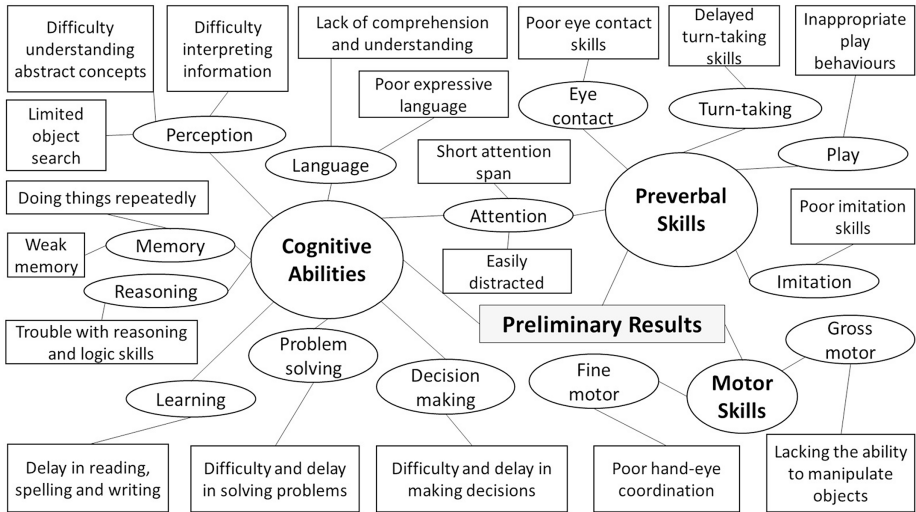 Difficulty
understanding
abstract concepts
Difficulty
interpreting
information
Lack of comprehension
and understanding
Poor eye contact
skills
Delayed
turn-taking
skills
Inappropriate
play
behaviours
Limited
object
search
Perception
Poor expressive
language
Language
Eye
contact
Turn-taking
Play
Short attention
span
Doing things repeatedly
Attention
Preverbal
Skills
Poor imitation
skills
Weak
memory
Memory
Cognitive
Abilities
Easily
distracted
Imitation
Reasoning
Trouble with reasoning
and logic skills
Preliminary Results
Gross
motor
Problem
solving
Learning
Decision
making
Fine
motor
Motor
Skills
Delay in reading,
spelling and writing
Difficulty and delay
in solving problems
Difficulty and delay in
making decisions
Poor hand-eye
coordination
Lacking the ability
to manipulate
objects